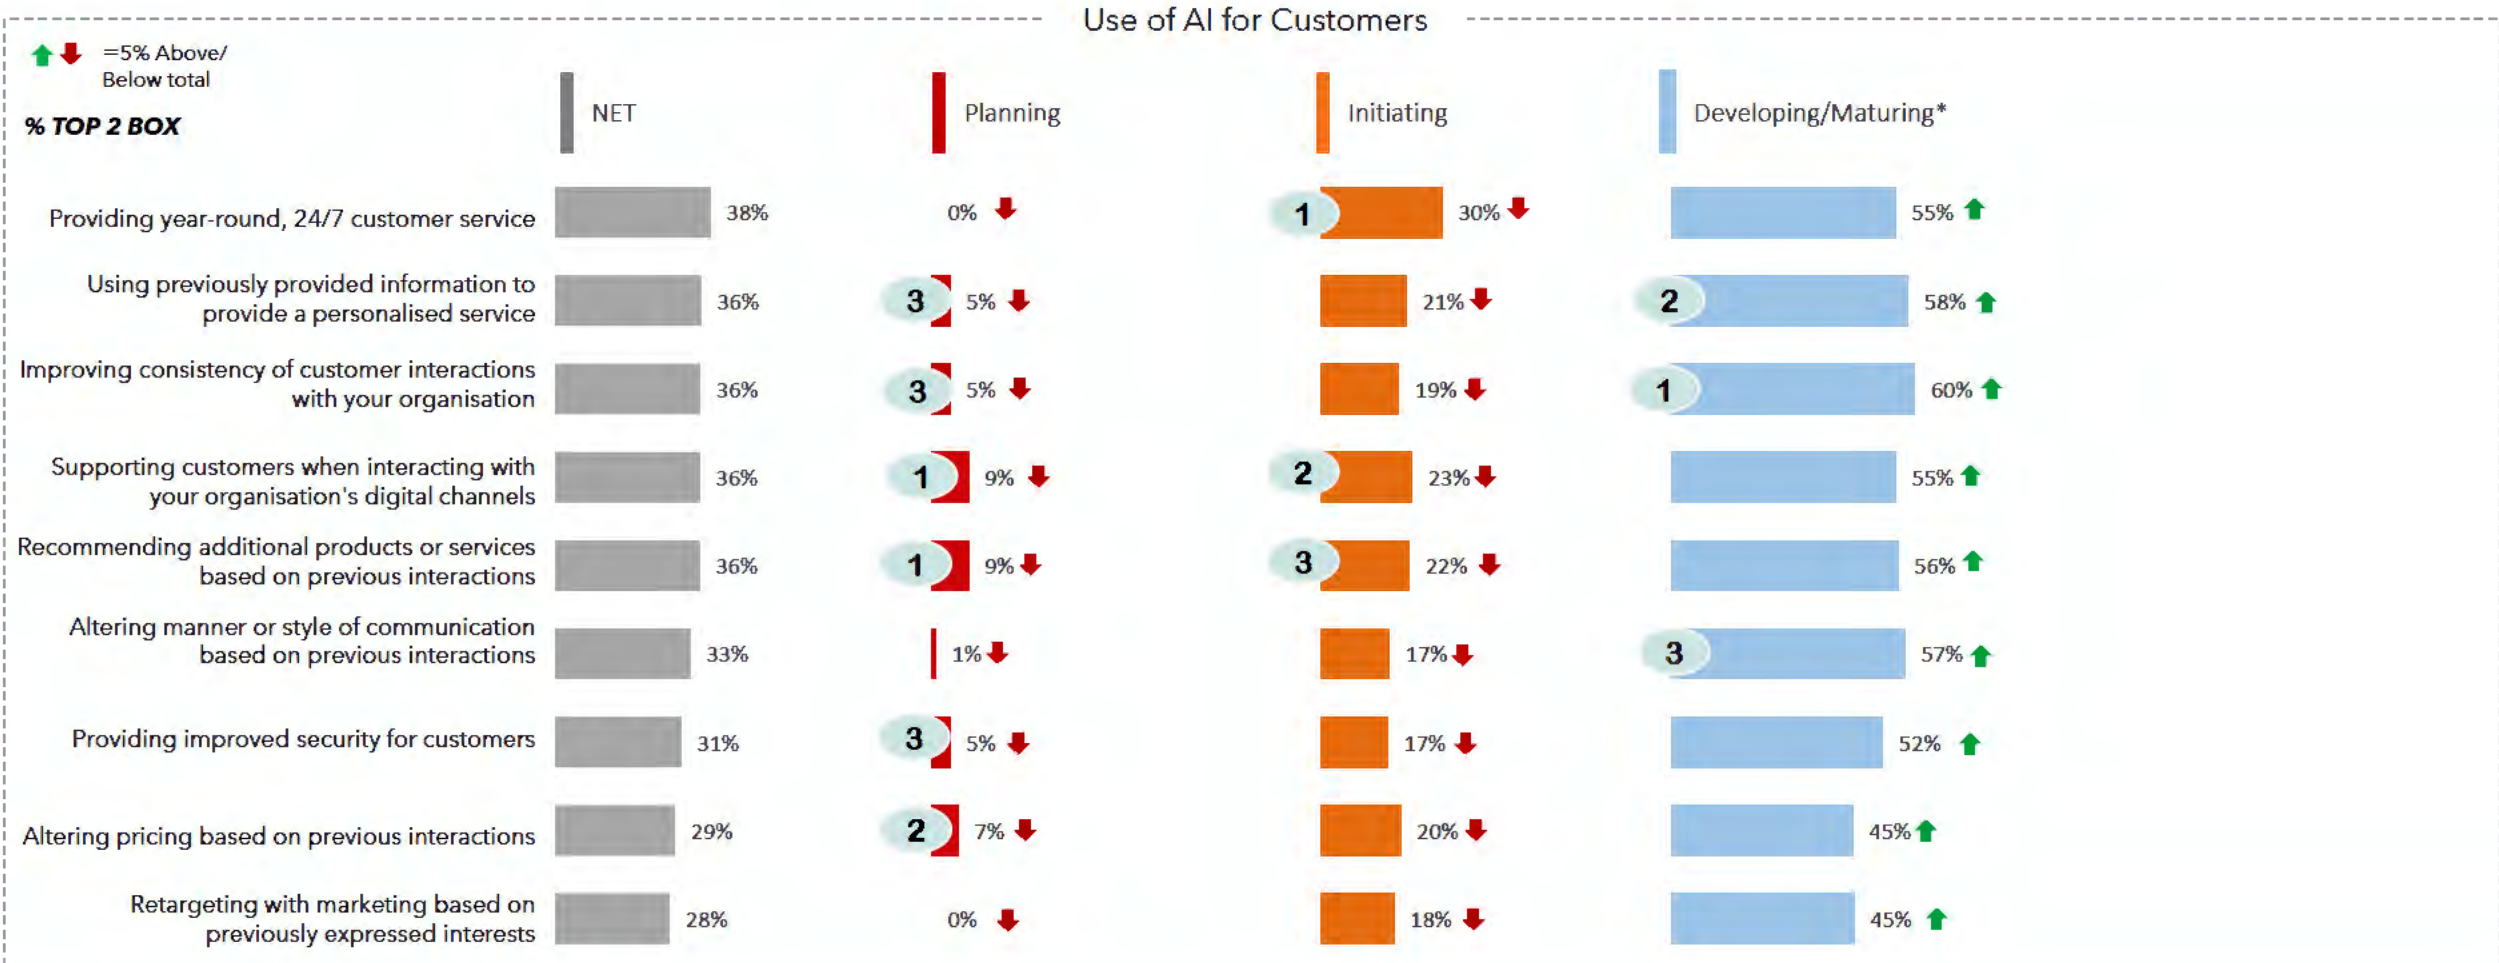 Use of AI for Customers
=5% Above/
Below total
% TOP 2 BOX
NET
Planning
Initiating
Developing/Maturing*
Providing year-round, 24/7 customer service
38%
0%
1
30%
55%
Using previously provided information to
provide a personalised service
36%
3
5%
21%
2
58%
Improving consistency of customer interactions
with your organisation
36%
3
5%
19%
1
60%
Supporting customers when interacting with
your organisation's digital channels
36%
1
9%
2
23%
55%
Recommending additional products or services
based on previous interactions
36%
1
9%
3
22%
56%
Altering manner or style of communication
based on previous interactions
33%
1%
17%
3
57%
Providing improved security for customers
31%
3
5%
17%
52%
Altering pricing based on previous interactions
29%
2
7%
20%
45%
Retargeting with marketing based on
previously expressed interests
28%
0%
18%
45%